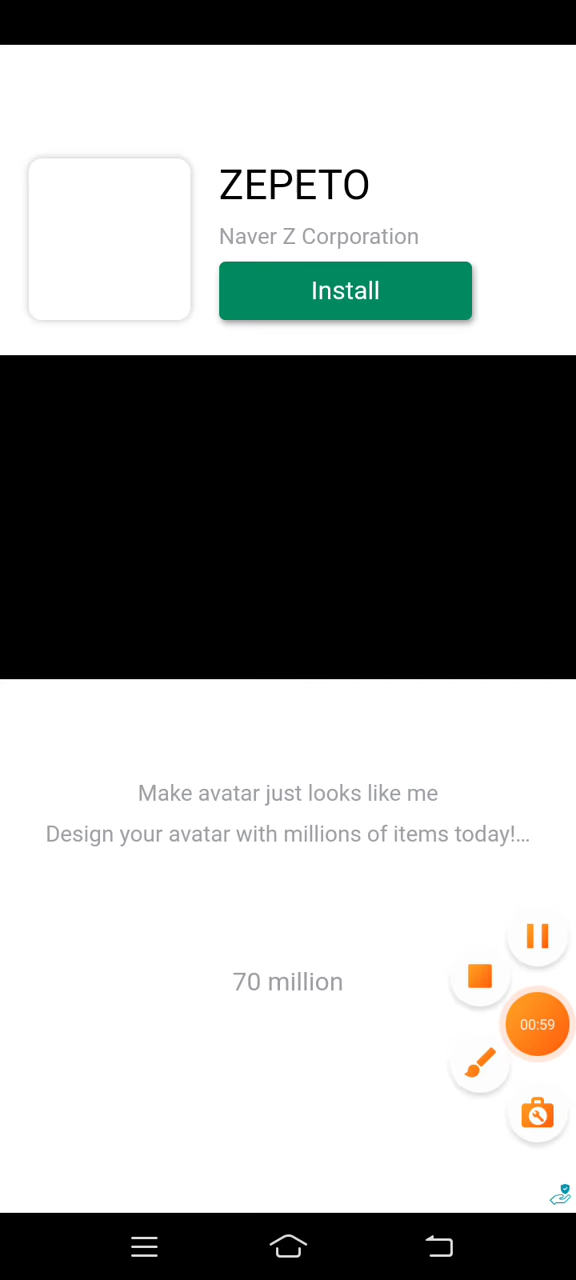 ZEPETO
Naver Z Corporation
Install
Make avatar just looks like me
Design your avatar with millions of items today!...
70 million
00:59